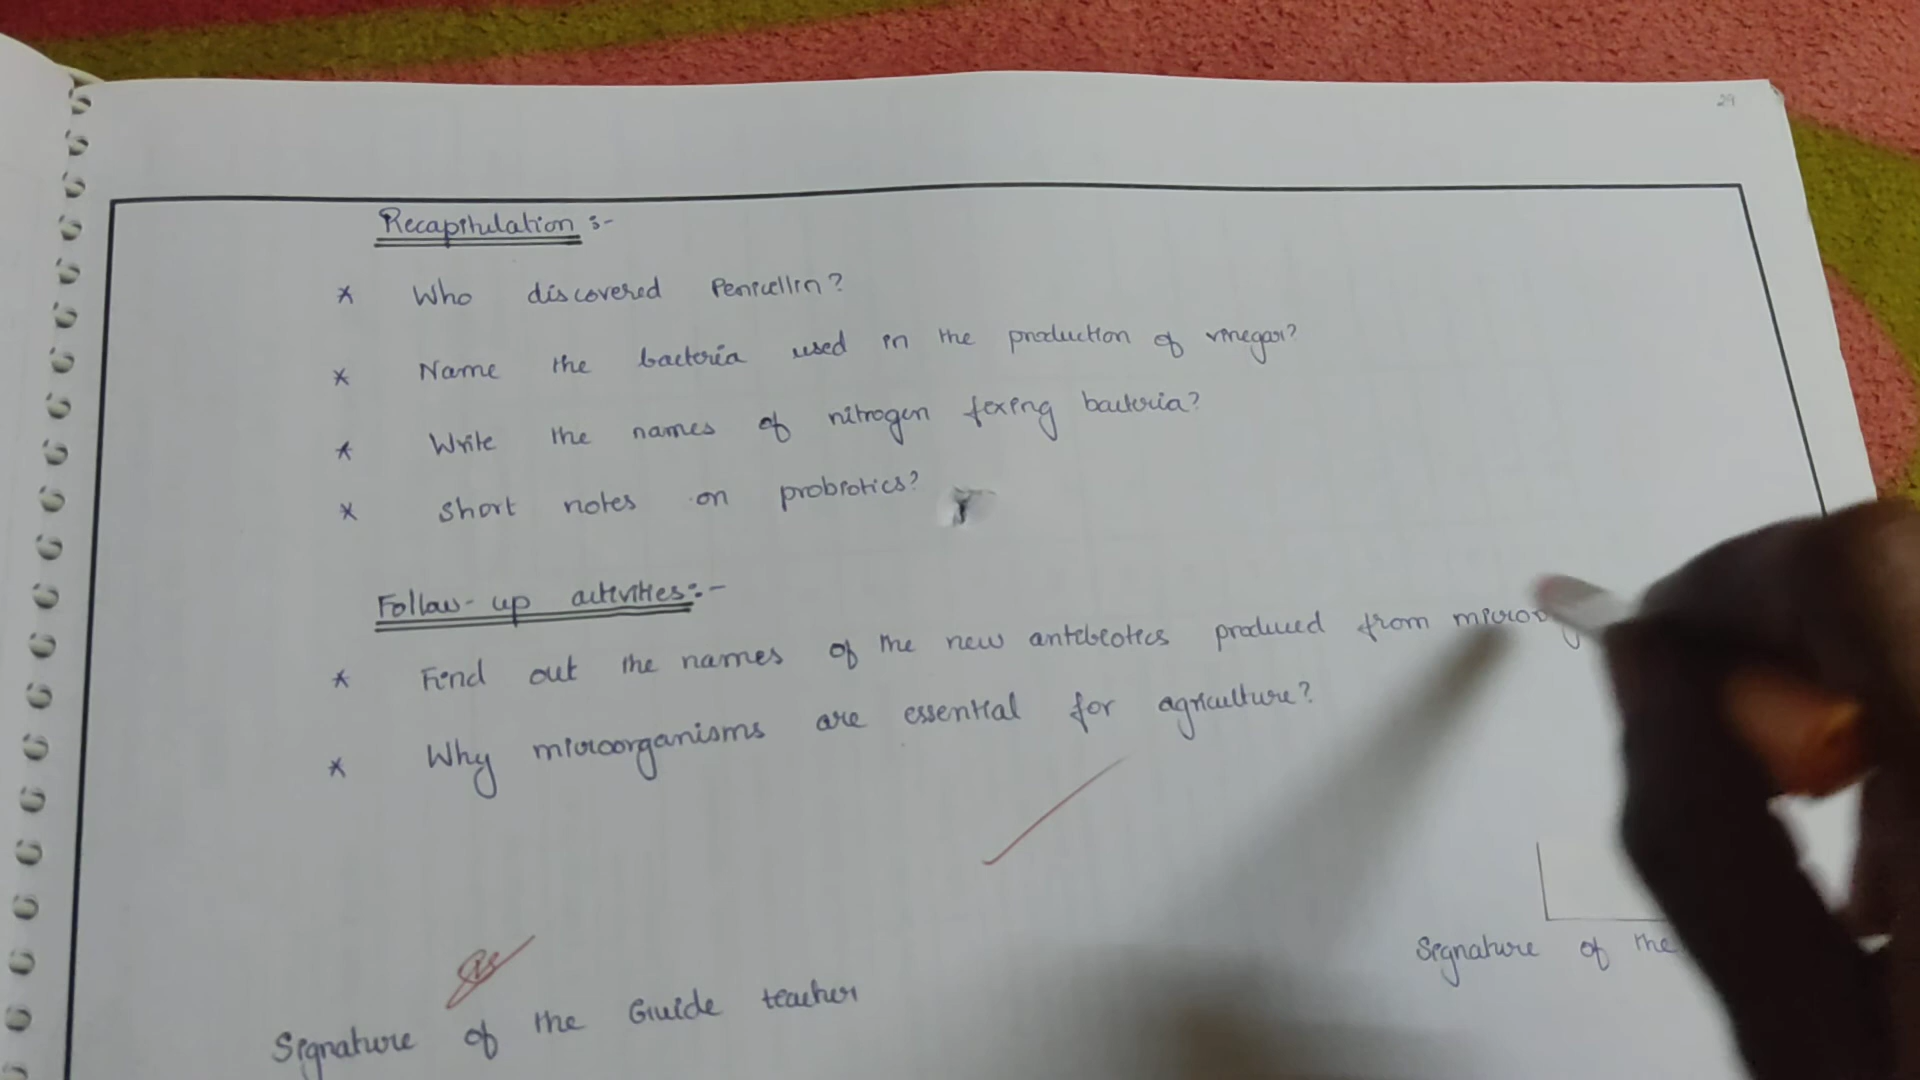 29
Recapitulation :-
* Who discovered Penicillin?
* Name the bacteria used in the production of vinegar?
* Write the names of nitrogen fixing bacteria?
* Short notes on probiotics?
Follow-up activities:-
* Find out the names of the new antibiotics produced from
* Why microorganisms are essential for agriculture?
Signature of the
Signature of the Guide teacher